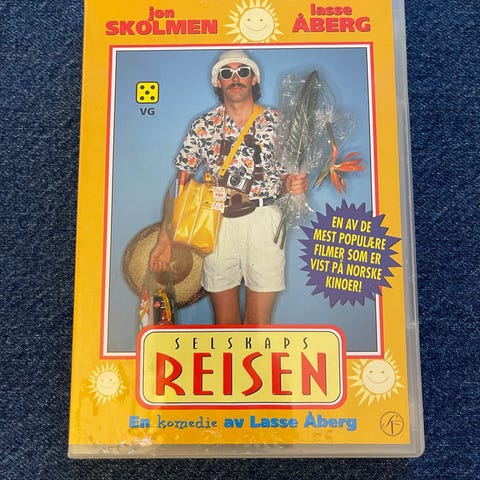 jon
SKOLMEN
lasse
ÅBERG
VG
EN AV DE
MEST POPULÆRE
FILMER SOM ER
VIST PÅ NORSKE
KINOER!
SELSKAPS
REISEN
En komedie av Lasse Åberg
SF